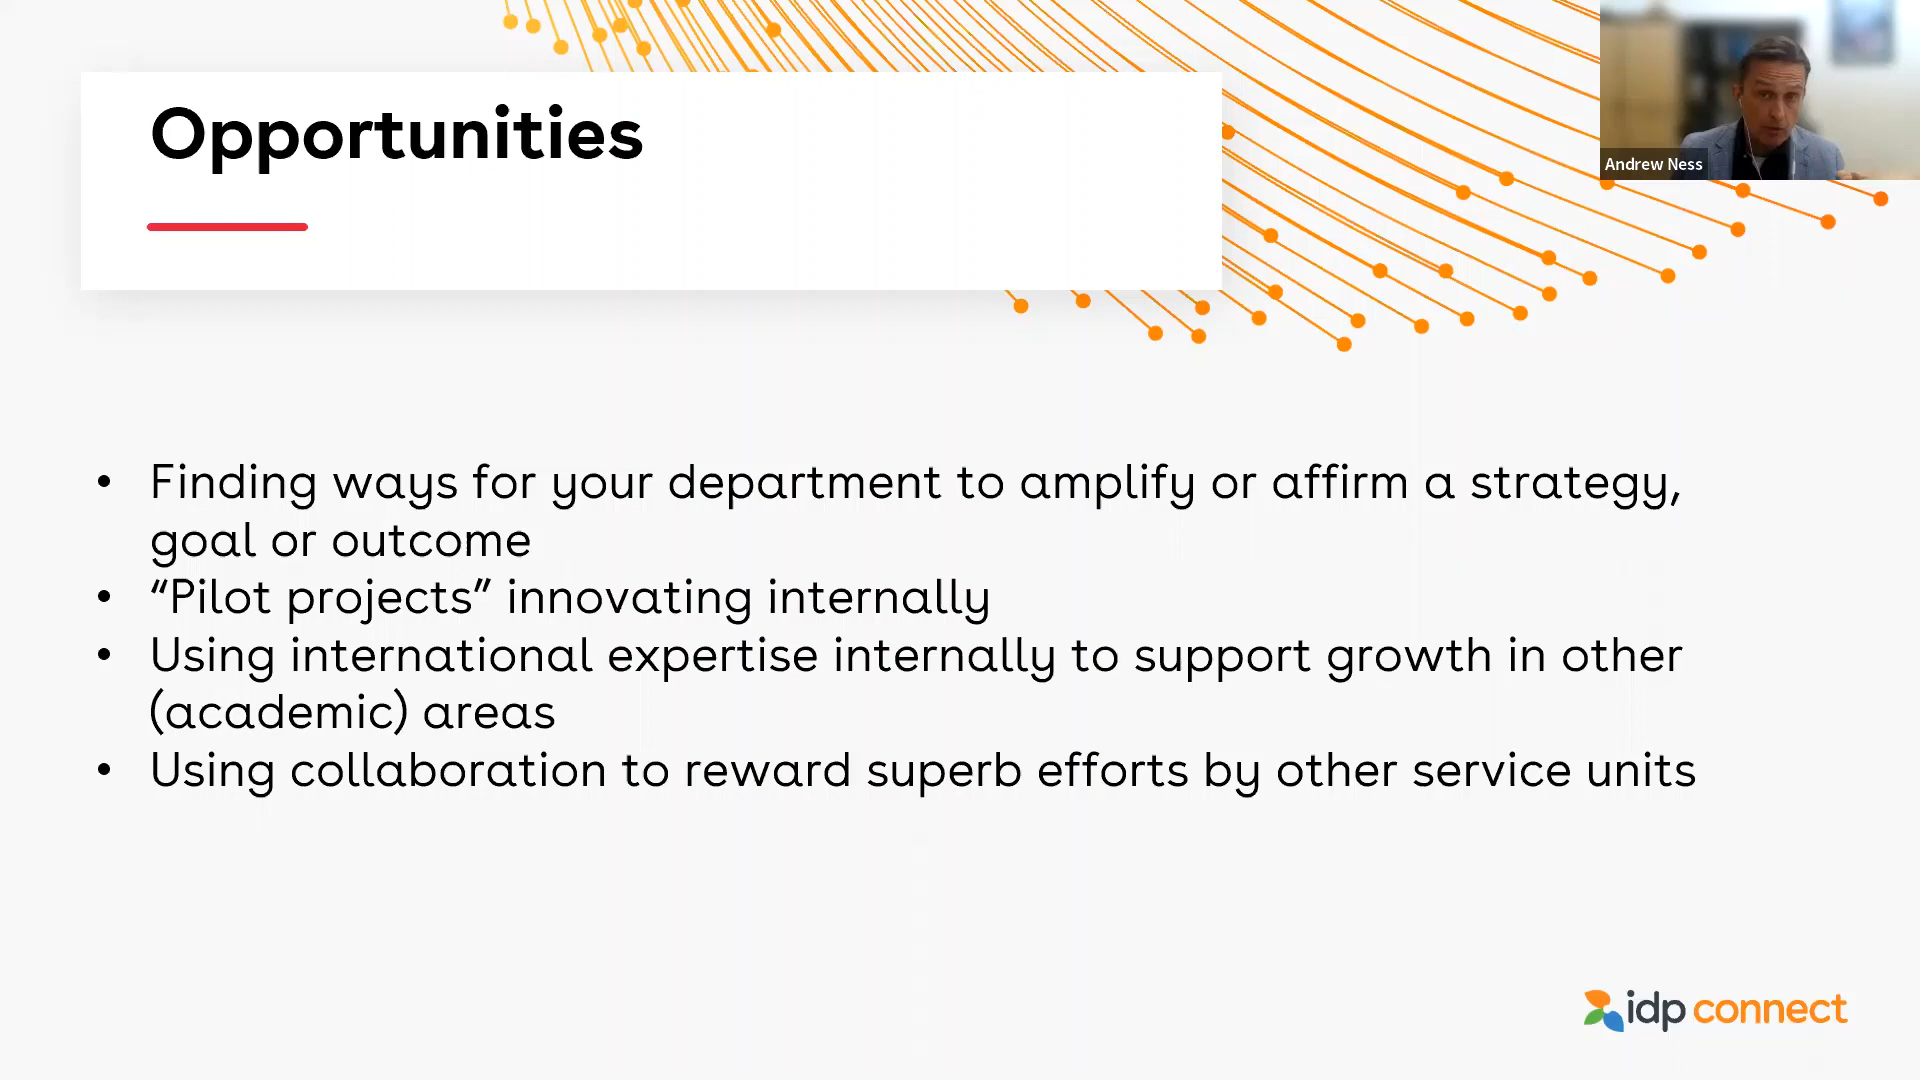 Opportunities
Andrew Ness
• Finding ways for your department to amplify or affirm a strategy,
goal or outcome
• “Pilot projects” innovating internally
• Using international expertise internally to support growth in other
(academic) areas
• Using collaboration to reward superb efforts by other service units
idp connect